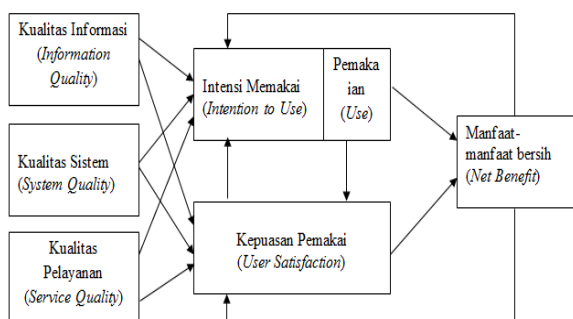 Kualitas Informasi
(Information
Quality)
Kualitas Sistem
(System Quality)
Kualitas
Pelayanan
(Service Quality)
Intensi Memakai
(Intention to Use)
Pemaka
ian
(Use)
Kepuasan Pemakai
(User Satisfaction)
Manfaat-
manfaat bersih
(Net Benefit)